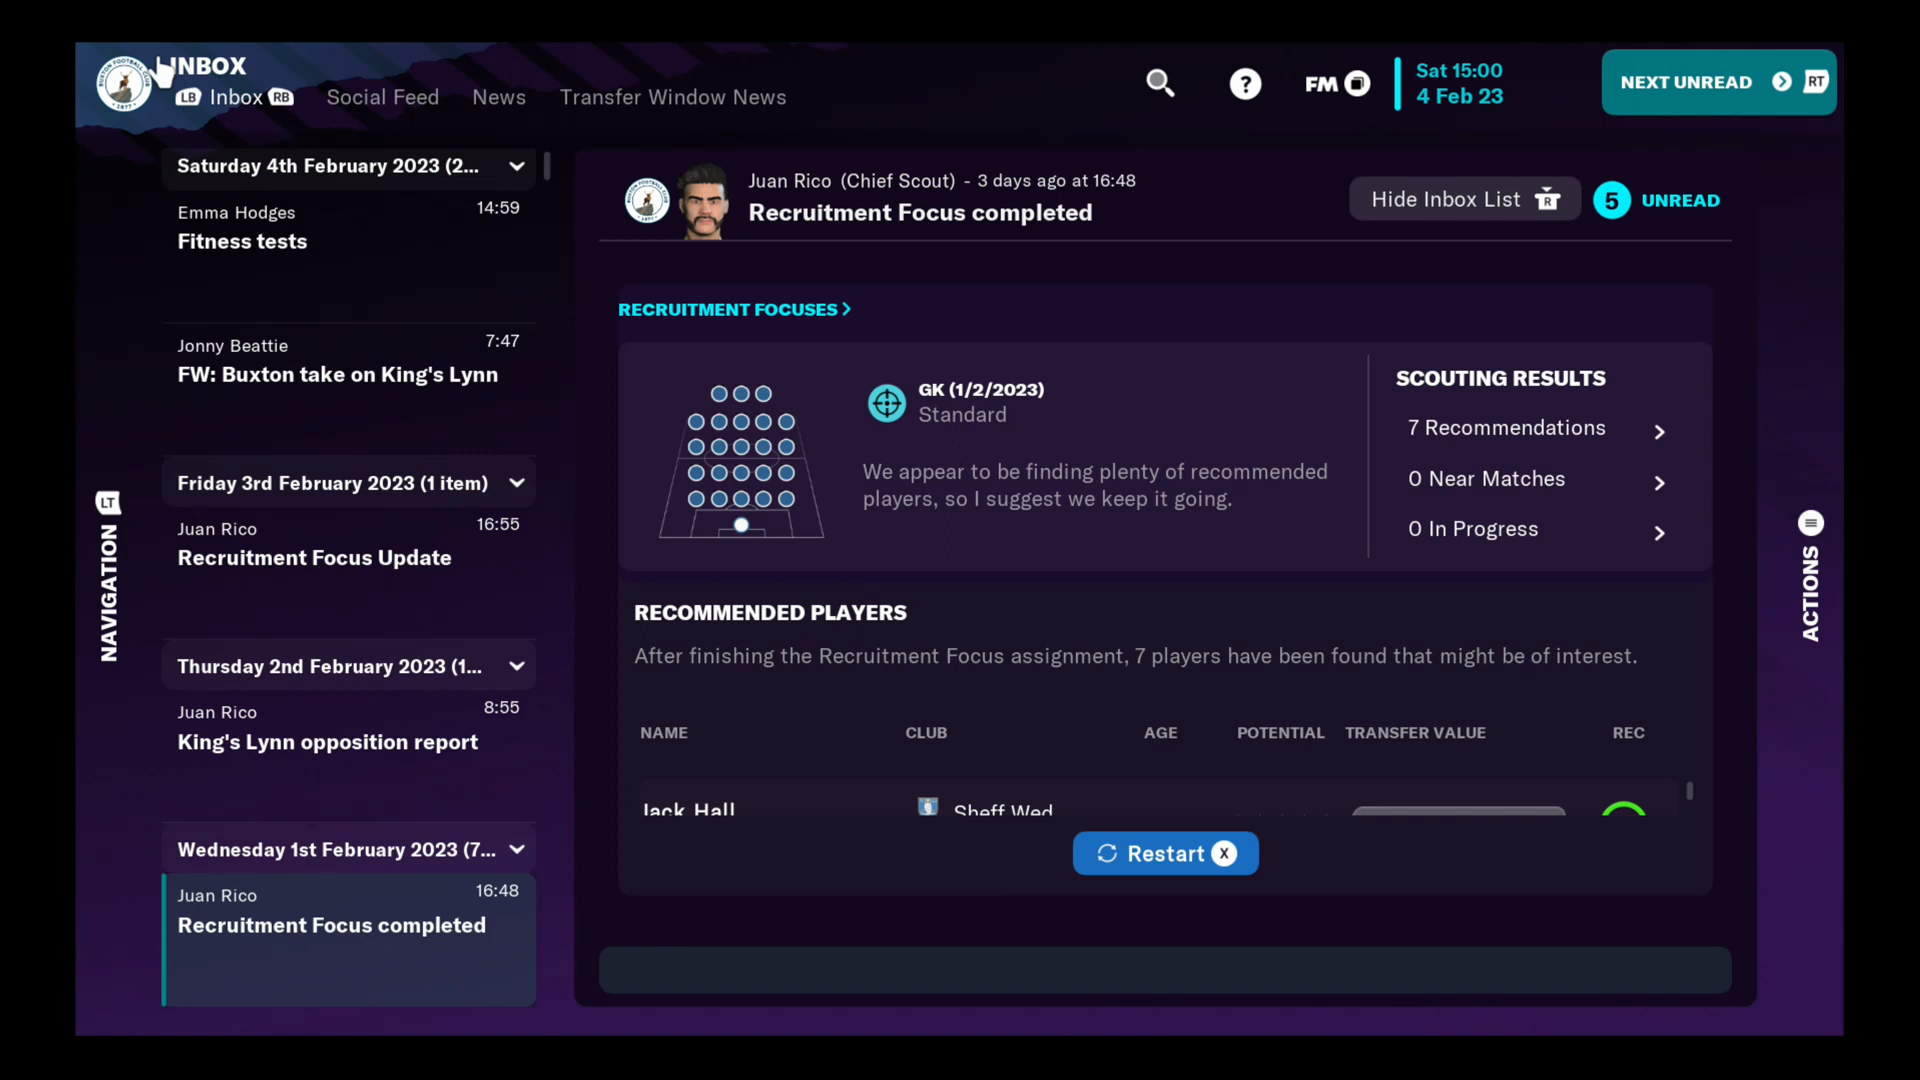 INBOX
LB Inbox RB Social Feed News Transfer Window News
? FM Sat 15:00
4 Feb 23
NEXT UNREAD RT
Saturday 4th February 2023 (2...
Emma Hodges 14:59
Fitness tests
Jonny Beattie 7:47
FW: Buxton take on King's Lynn
Friday 3rd February 2023 (1 item)
Juan Rico 16:55
Recruitment Focus Update
Thursday 2nd February 2023 (1...
Juan Rico 8:55
King's Lynn opposition report
Wednesday 1st February 2023 (7...
Juan Rico 16:48
Recruitment Focus completed
LT
NAVIGATION
Juan Rico (Chief Scout) - 3 days ago at 16:48
Recruitment Focus completed
Hide Inbox List R
5 UNREAD
RECRUITMENT FOCUSES
GK (1/2/2023)
Standard
We appear to be finding plenty of recommended
players, so I suggest we keep it going.
SCOUTING RESULTS
7 Recommendations
0 Near Matches
0 In Progress
RECOMMENDED PLAYERS
After finishing the Recruitment Focus assignment, 7 players have been found that might be of interest.
NAME CLUB AGE POTENTIAL TRANSFER VALUE REC
Jack Hall Sheff Wed
Restart X
ACTIONS